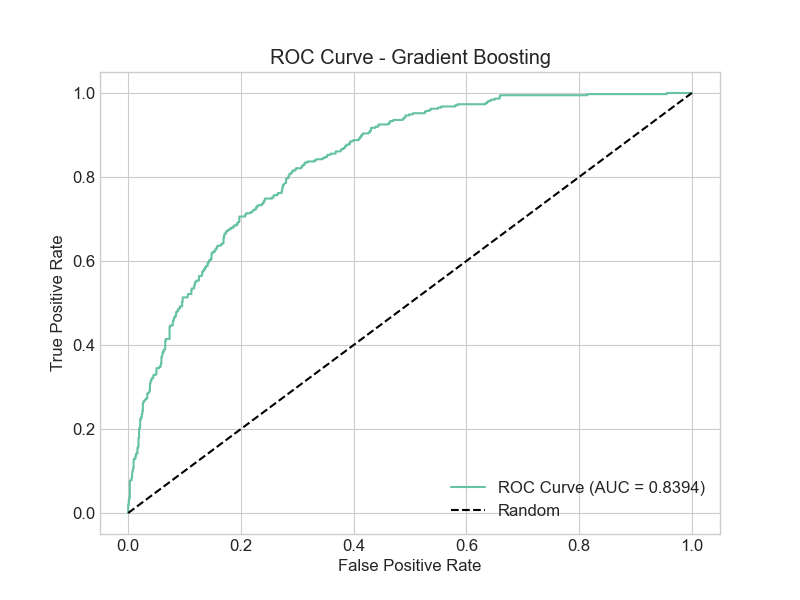 ROC Curve - Gradient Boosting
1.0
0.8
0.6
0.4
0.2
0.0
True Positive Rate
ROC Curve (AUC = 0.8394)
Random
0.0 0.2 0.4 0.6 0.8 1.0
False Positive Rate